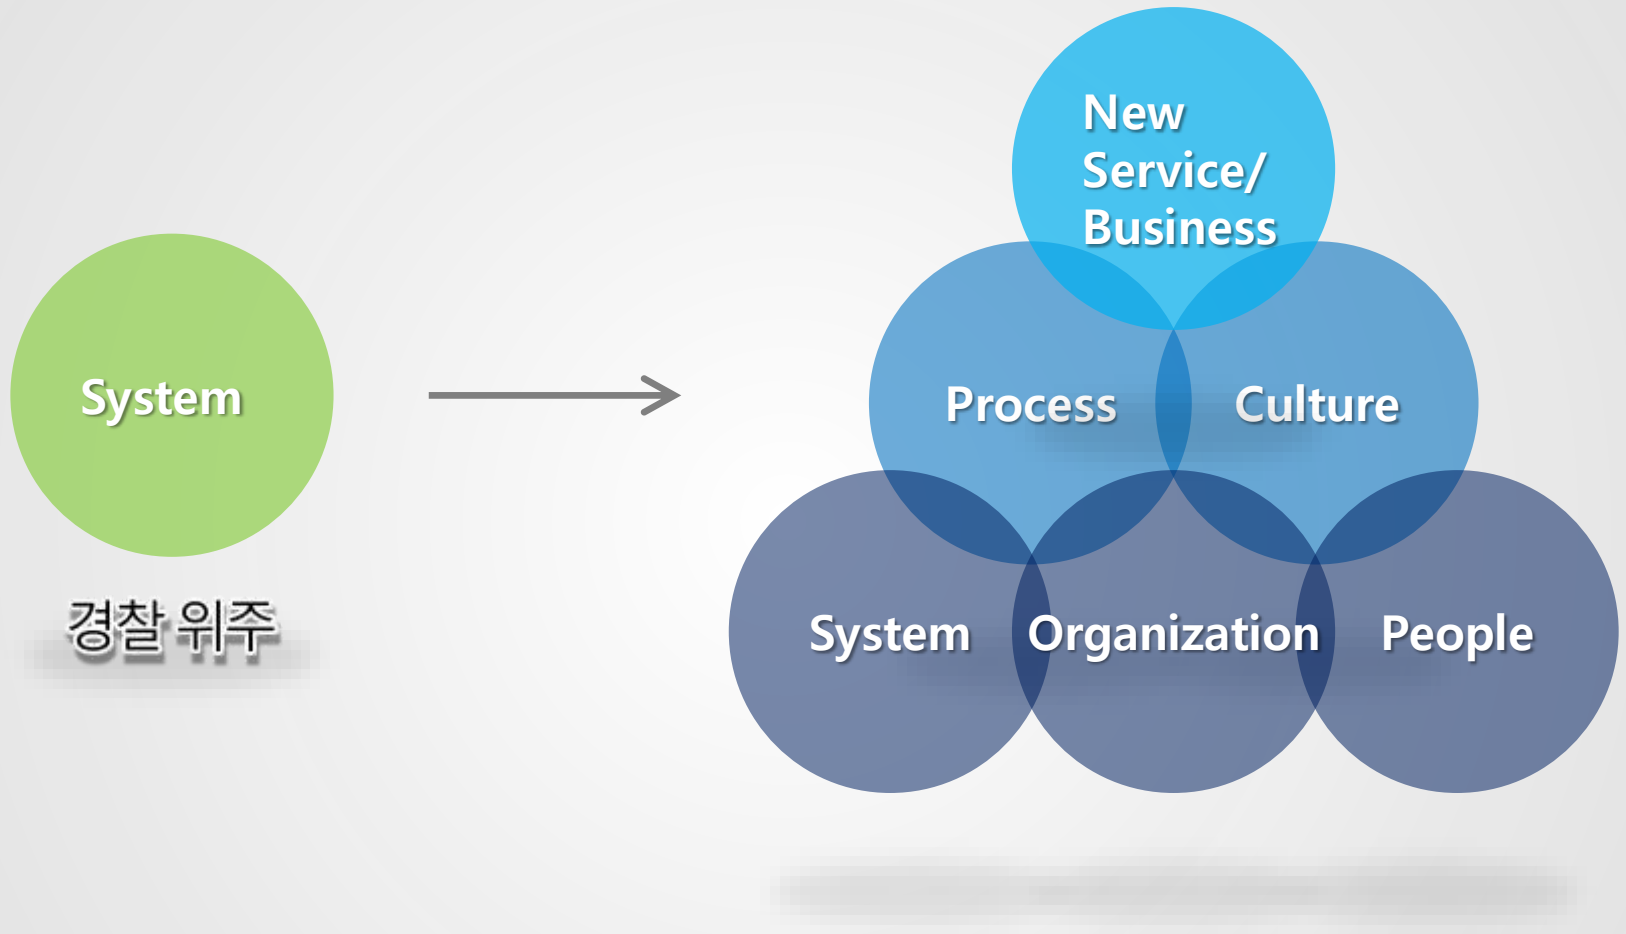 System
경찰 위주
New
Service/
Business
Process
Culture
System
Organization
People